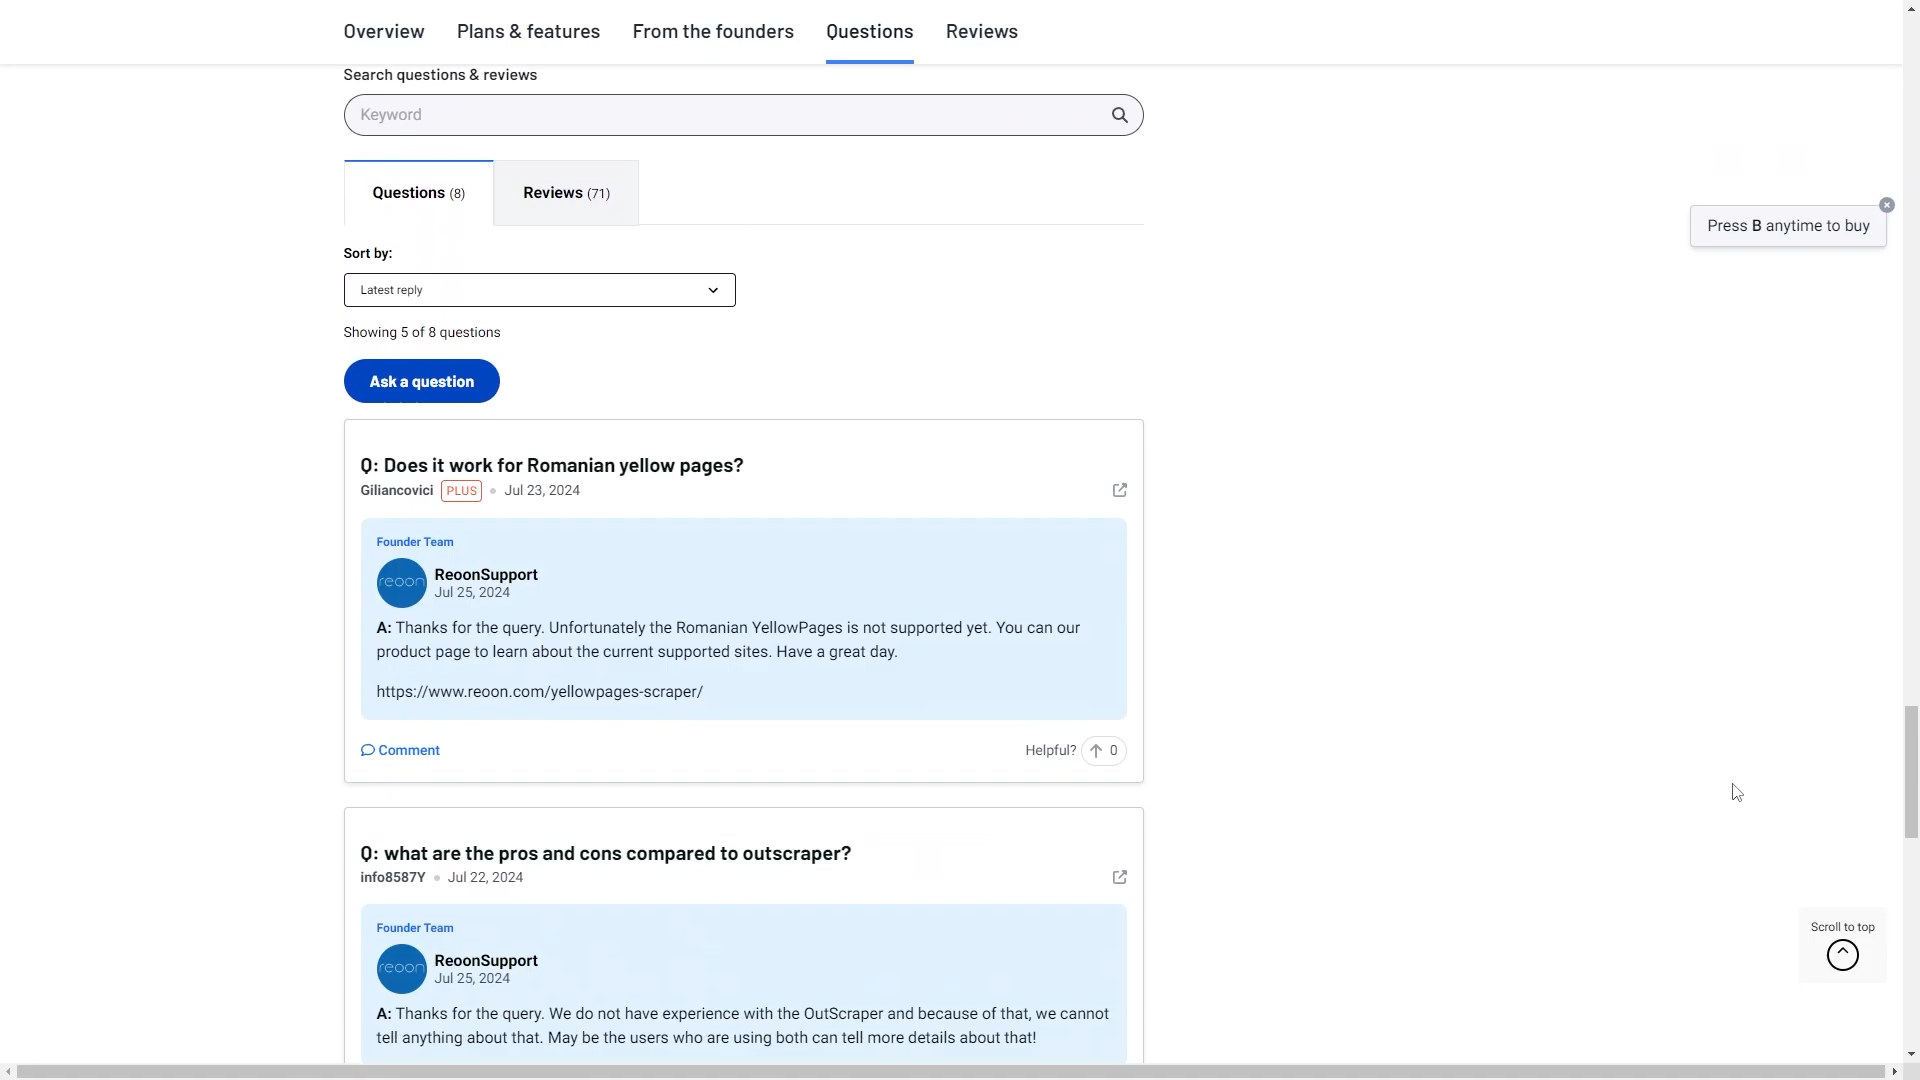 Overview Plans & features From the founders Questions Reviews
Search questions & reviews
Keyword
Questions (8) Reviews (71)
Press B anytime to buy
Sort by:
Latest reply
Showing 5 of 8 questions
Ask a question
Q: Does it work for Romanian yellow pages?
Giliancovici PLUS Jul 23, 2024
Founder Team
reoon
ReoonSupport
Jul 25, 2024
A: Thanks for the query. Unfortunately the Romanian YellowPages is not supported yet. You can our
product page to learn about the current supported sites. Have a great day.
https://www.reoon.com/yellowpages-scraper/
Comment Helpful? 0
Q: what are the pros and cons compared to outscraper?
info8587Y Jul 22, 2024
Founder Team
reoon
ReoonSupport
Jul 25, 2024
Scroll to top
A: Thanks for the query. We do not have experience with the OutScraper and because of that, we cannot
tell anything about that. May be the users who are using both can tell more details about that!